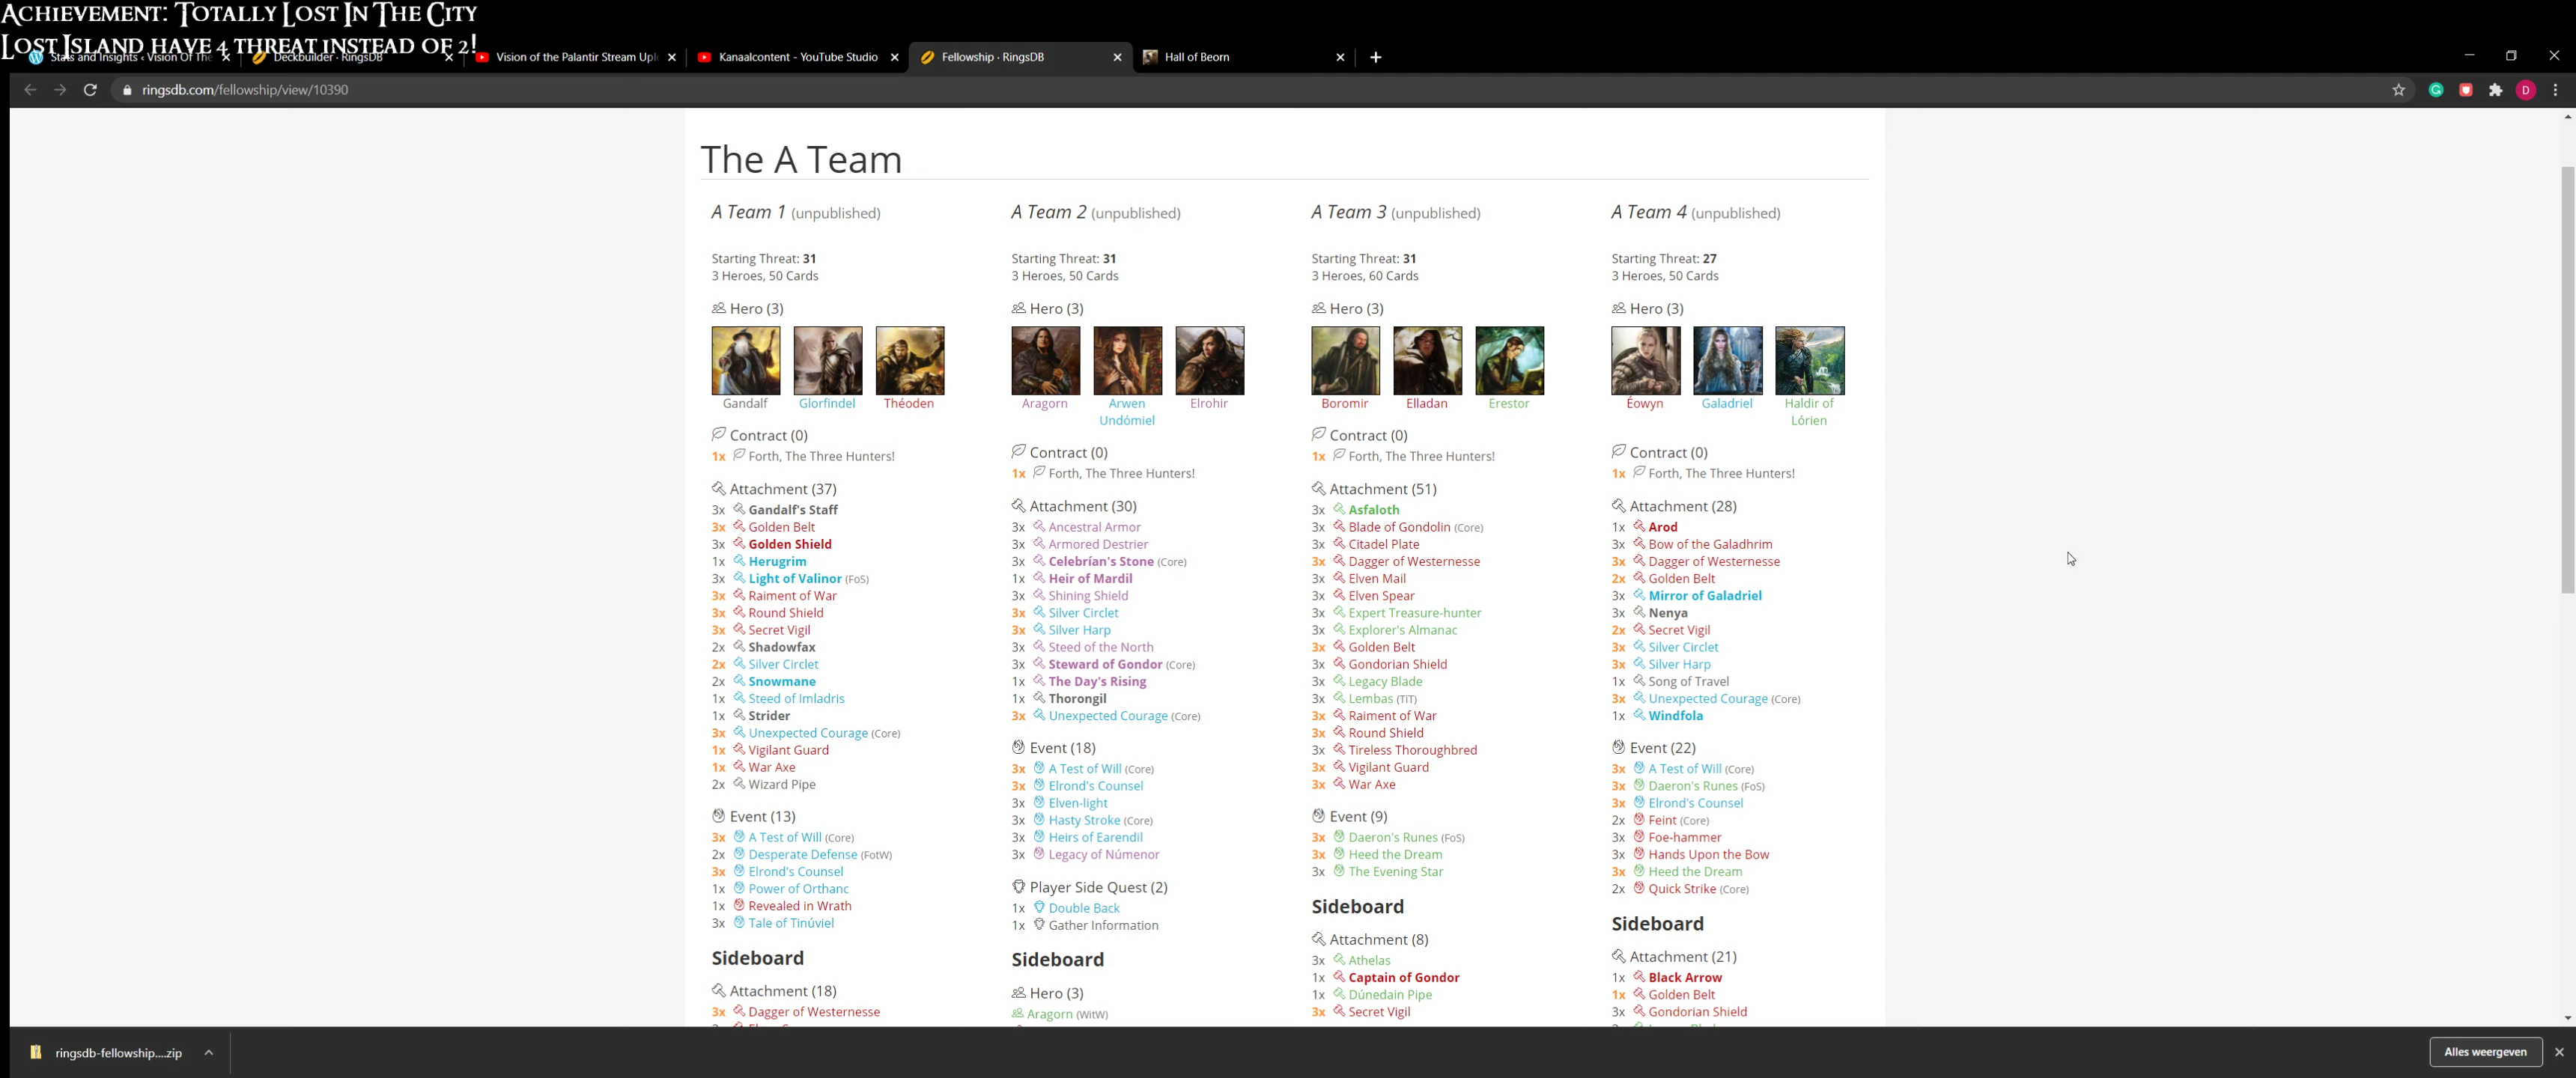 Achievement: Totally Lost In The City
Lost Island have 4 threat instead of 2!
Stats and Insights ‹ Vision Of The
Deckbuilder · RingsDB
Vision of the Palantir Stream Uplo
Kanaalcontent - YouTube Studio
Fellowship · RingsDB
Hall of Beorn
ringsdb.com/fellowship/view/10390
D
The A Team
A Team 1 (unpublished)
Starting Threat: 31
3 Heroes, 50 Cards
Hero (3)
Gandalf
Glorfindel
Théoden
Contract (0)
1x Forth, The Three Hunters!
Attachment (37)
3x Gandalf's Staff
3x Golden Belt
3x Golden Shield
1x Herugrim
3x Light of Valinor (FoS)
3x Raiment of War
3x Round Shield
3x Secret Vigil
2x Shadowfax
2x Silver Circlet
2x Snowmane
1x Steed of Imladris
1x Strider
3x Unexpected Courage (Core)
1x Vigilant Guard
1x War Axe
2x Wizard Pipe
Event (13)
3x A Test of Will (Core)
2x Desperate Defense (FotW)
3x Elrond's Counsel
1x Power of Orthanc
1x Revealed in Wrath
3x Tale of Tinúviel
Sideboard
Attachment (18)
3x Dagger of Westernesse
A Team 2 (unpublished)
Starting Threat: 31
3 Heroes, 50 Cards
Hero (3)
Aragorn
Arwen
Undómiel
Elrohir
Contract (0)
1x Forth, The Three Hunters!
Attachment (30)
3x Ancestral Armor
3x Armored Destrier
3x Celebrían's Stone (Core)
1x Heir of Mardil
3x Shining Shield
3x Silver Circlet
3x Silver Harp
3x Steed of the North
3x Steward of Gondor (Core)
1x The Day's Rising
1x Thorongil
3x Unexpected Courage (Core)
Event (18)
3x A Test of Will (Core)
3x Elrond's Counsel
3x Elven-light
3x Hasty Stroke (Core)
3x Heirs of Earendil
3x Legacy of Númenor
Player Side Quest (2)
1x Double Back
1x Gather Information
Sideboard
Hero (3)
Aragorn (WitW)
A Team 3 (unpublished)
Starting Threat: 31
3 Heroes, 60 Cards
Hero (3)
Boromir
Elladan
Erestor
Contract (0)
1x Forth, The Three Hunters!
Attachment (51)
3x Asfaloth
3x Blade of Gondolin (Core)
3x Citadel Plate
3x Dagger of Westernesse
3x Elven Mail
3x Elven Spear
3x Expert Treasure-hunter
3x Explorer's Almanac
3x Golden Belt
3x Gondorian Shield
3x Legacy Blade
3x Lembas (TiT)
3x Raiment of War
3x Round Shield
3x Tireless Thoroughbred
3x Vigilant Guard
3x War Axe
Event (9)
3x Daeron's Runes (FoS)
3x Heed the Dream
3x The Evening Star
Sideboard
Attachment (8)
3x Athelas
1x Captain of Gondor
1x Dúnedain Pipe
3x Secret Vigil
A Team 4 (unpublished)
Starting Threat: 27
3 Heroes, 50 Cards
Hero (3)
Éowyn
Galadriel
Haldir of
Lórien
Contract (0)
1x Forth, The Three Hunters!
Attachment (28)
1x Arod
3x Bow of the Galadhrim
3x Dagger of Westernesse
2x Golden Belt
3x Mirror of Galadriel
3x Nenya
2x Secret Vigil
3x Silver Circlet
3x Silver Harp
1x Song of Travel
3x Unexpected Courage (Core)
1x Windfola
Event (22)
3x A Test of Will (Core)
3x Daeron's Runes (FoS)
3x Elrond's Counsel
2x Feint (Core)
3x Foe-hammer
3x Hands Upon the Bow
3x Heed the Dream
2x Quick Strike (Core)
Sideboard
Attachment (21)
1x Black Arrow
1x Golden Belt
3x Gondorian Shield
ringsdb-fellowship....zip
Alles weergeven